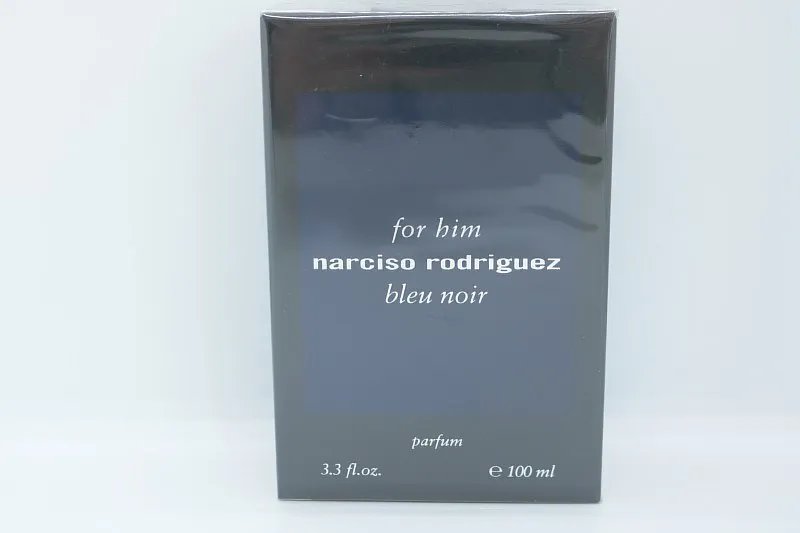 for him
narciso rodriguez
bleu noir
parfum
3.3 fl.oz. ℮ 100 ml